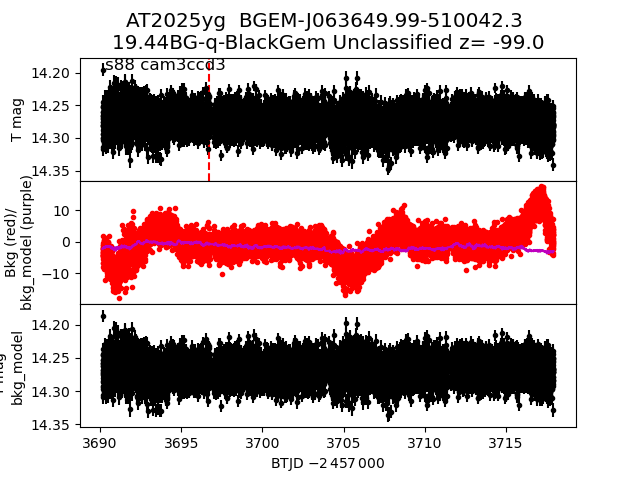 AT2025yg BGEM-J063649.99-510042.3
19.44BG-q-BlackGem Unclassified z= -99.0
s88 cam3ccd3
T mag
14.20
14.25
14.30
14.35
Bkg (red)/
bkg_model (purple)
10
0
−10
bkg_model
14.20
14.25
14.30
14.35
3690 3695 3700 3705 3710 3715
BTJD −2 457 000